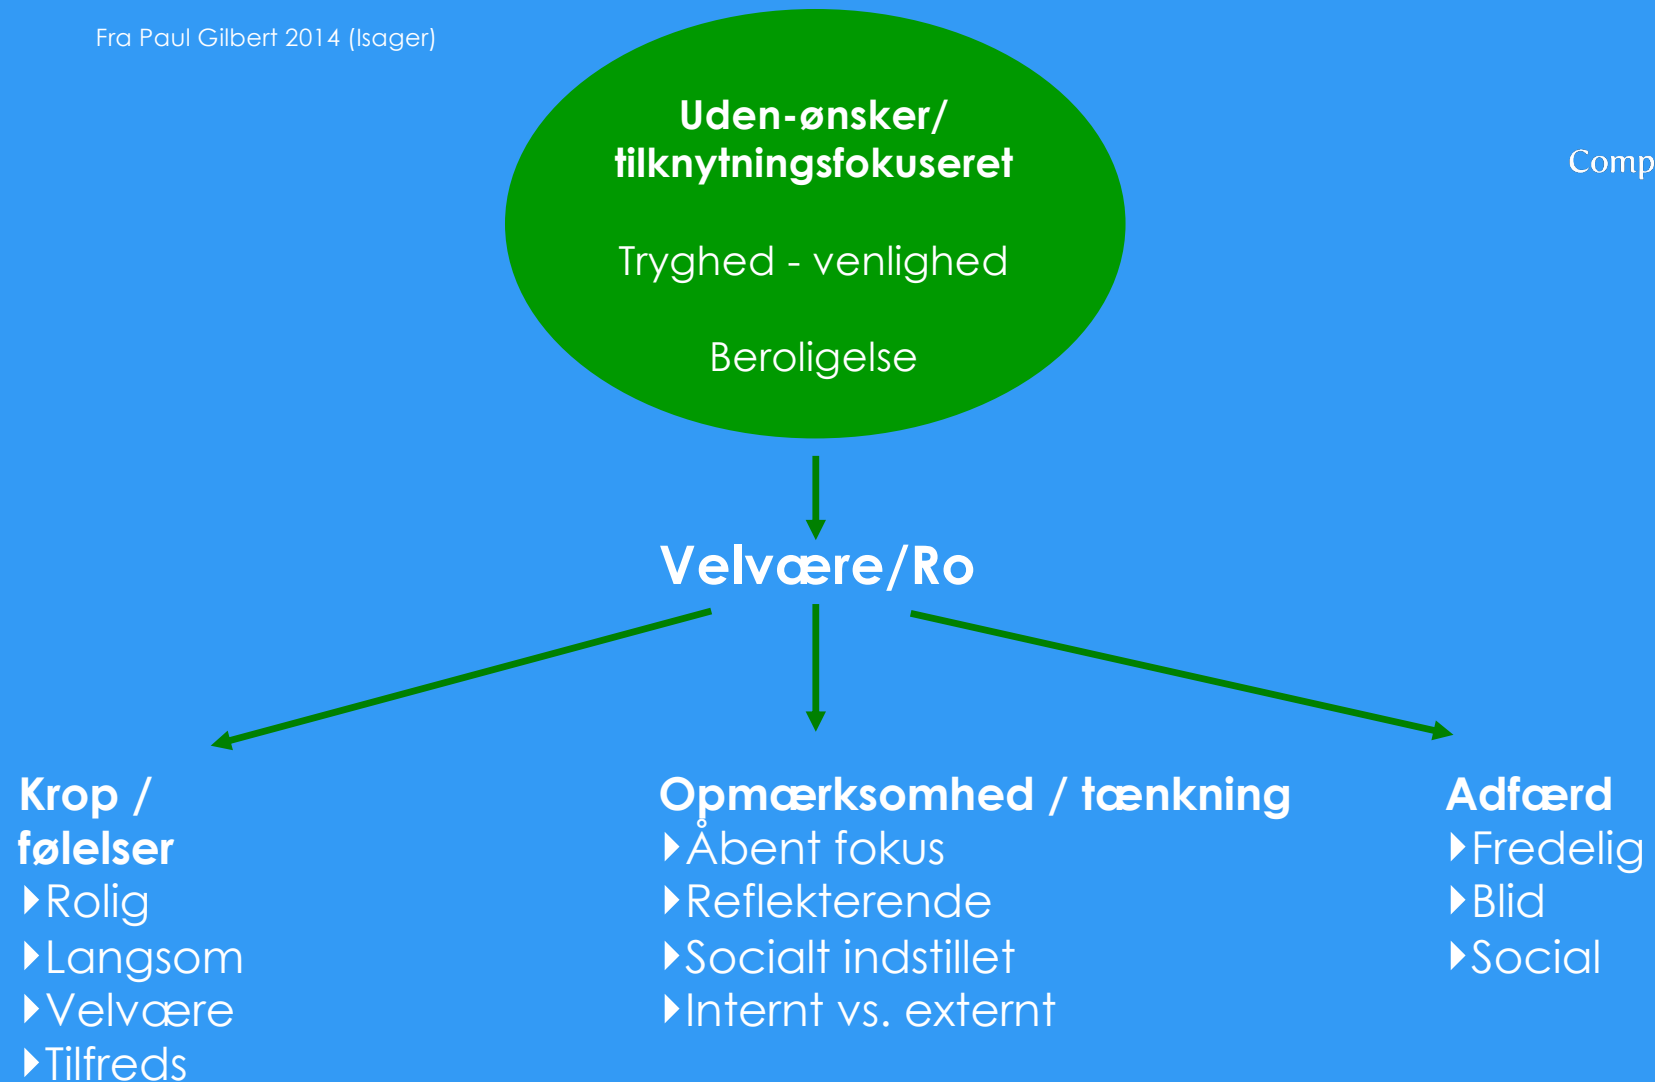 Fra Paul Gilbert 2014 (Isager)
Uden-ønsker/
tilknytningsfokuseret
Tryghed - venlighed
Beroligelse
Comp
Velvære/Ro
Krop /
følelser
▶Rolig
▶Langsom
▶Velvære
▶Tilfreds
Opmærksomhed / tænkning
▶Åbent fokus
▶Reflekterende
▶Socialt indstillet
▶Internt vs. externt
Adfærd
▶Fredelig
▶Blid
▶Social